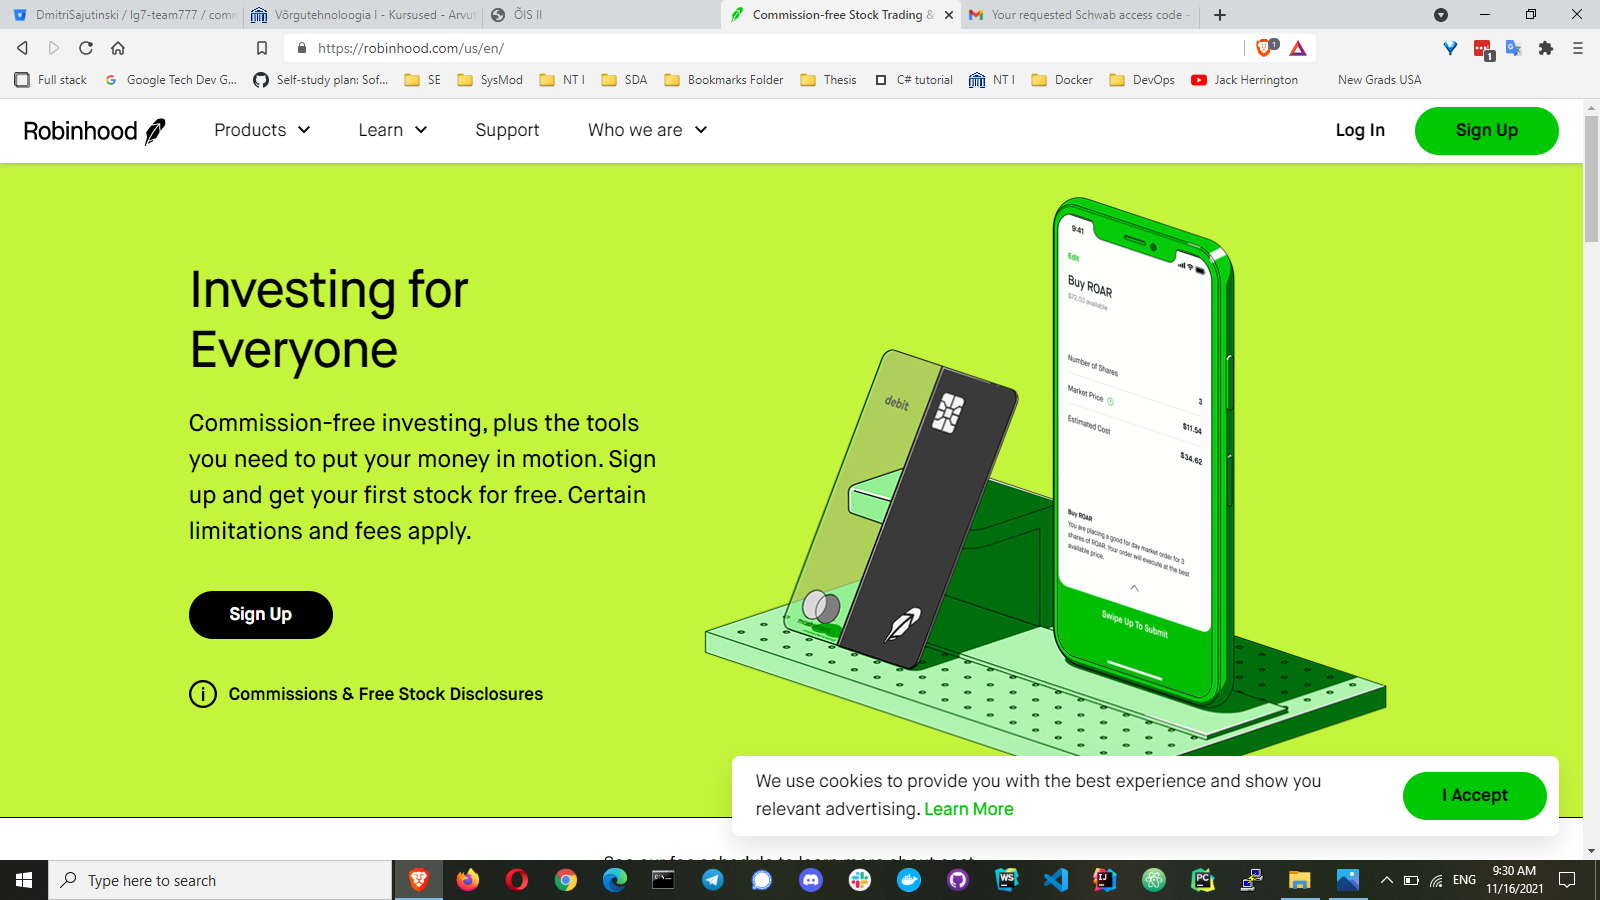 DmitriSajutinski / lg7-team777 / comm
Võrgutehnoloogia I - Kursused - Arvut
ÕIS II
Commission-free Stock Trading &
Your requested Schwab access code -
https://robinhood.com/us/en/
1
1
Full stack
Google Tech Dev G...
Self-study plan: Sof...
SE
SysMod
NT I
SDA
Bookmarks Folder
Thesis
C# tutorial
NT I
Docker
DevOps
Jack Herrington
New Grads USA
Robinhood
Products
Learn
Support
Who we are
Log In
Sign Up
Investing for
Everyone
Commission-free investing, plus the tools
you need to put your money in motion. Sign
up and get your first stock for free. Certain
limitations and fees apply.
Sign Up
Commissions & Free Stock Disclosures
debit
9:41
Edit
Buy ROAR
$72.53 available
Number of Shares
3
Market Price
$11.54
Estimated Cost
$34.62
Buy ROAR
You are placing a good for day market order for 3
shares of ROAR. Your order will execute at the best
available price.
Swipe Up To Submit
We use cookies to provide you with the best experience and show you
relevant advertising. Learn More
I Accept
See our fee schedule to learn more about cost.
Type here to search
WS
IJ
PC
ENG
9:30 AM
11/16/2021